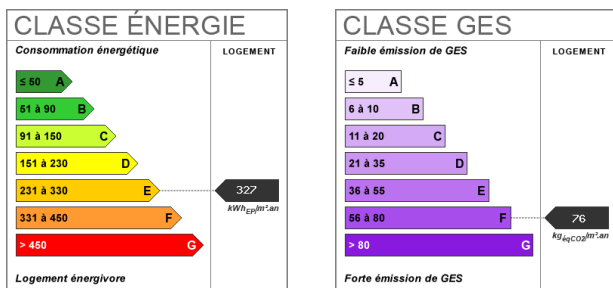 CLASSE ÉNERGIE
Consommation énergétique
LOGEMENT
≤ 50 A
51 à 90 B
91 à 150 C
151 à 230 D
231 à 330 E
327
kWhEP/m².an
331 à 450 F
> 450 G
Logement énergivore
CLASSE GES
Faible émission de GES
LOGEMENT
≤ 5 A
6 à 10 B
11 à 20 C
21 à 35 D
36 à 55 E
56 à 80 F
76
kgéqCO2/m².an
> 80 G
Forte émission de GES